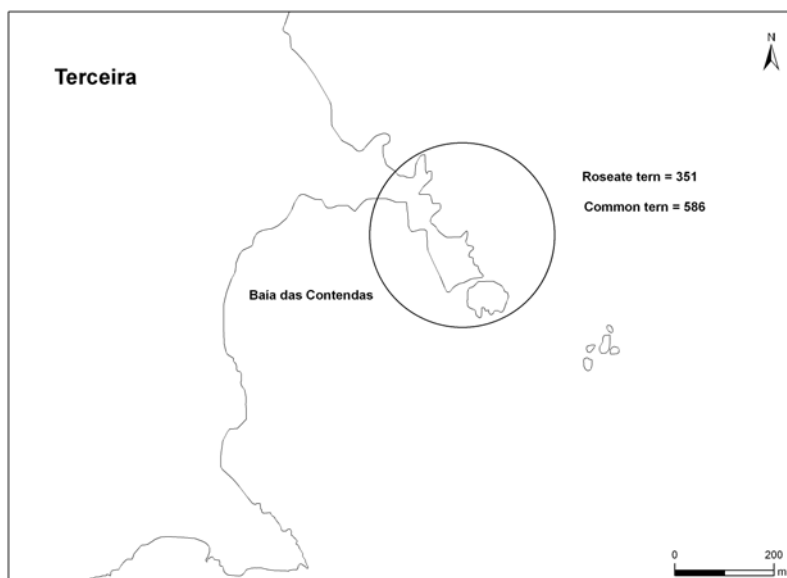 N
Terceira
Roseate tern = 351
Common tern = 586
Baía das Contendas
0 200
m